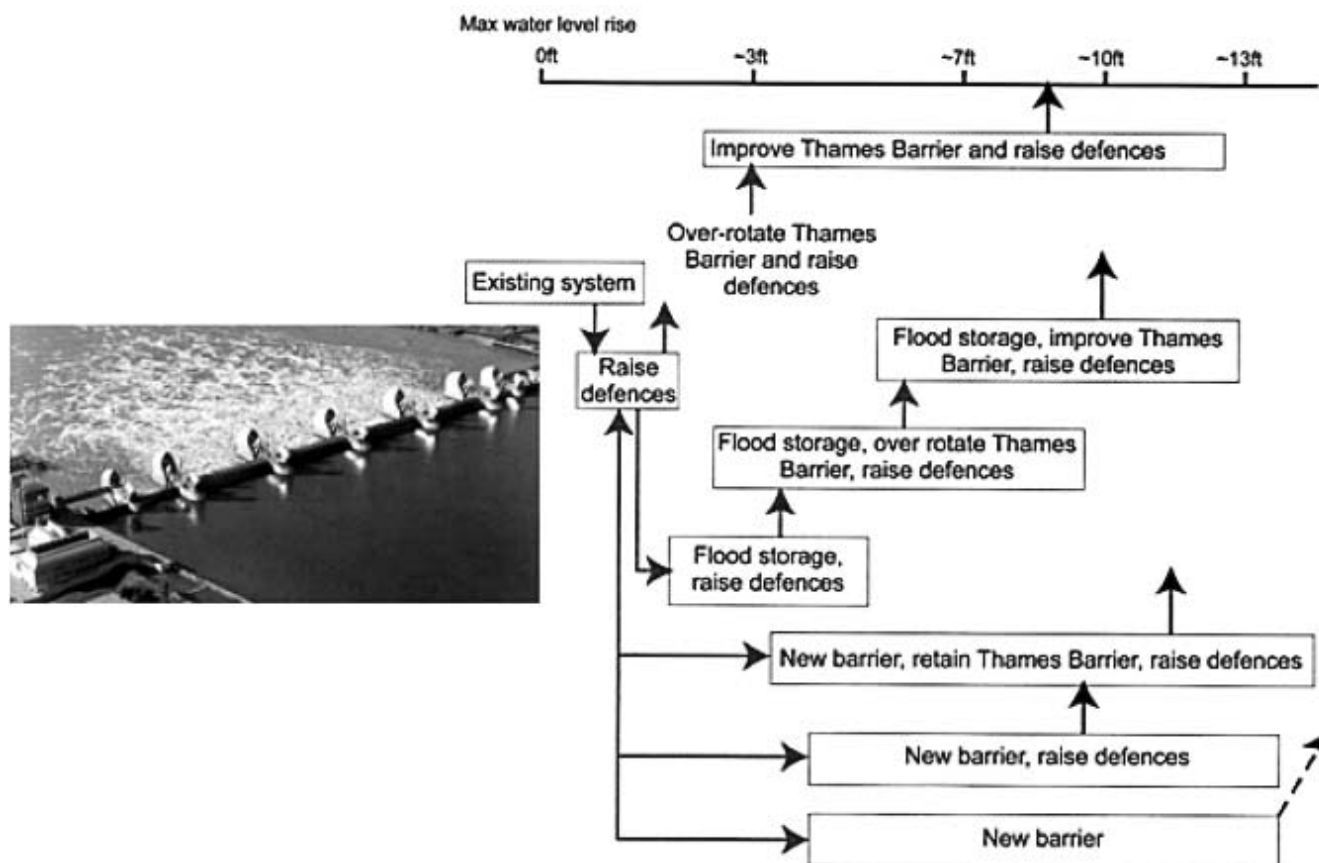 Max water level rise
0ft ~3ft ~7ft ~10ft ~13ft
Improve Thames Barrier and raise defences
Over-rotate Thames
Barrier and raise
defences
Existing system
Raise
defences
Flood storage, improve Thames
Barrier, raise defences
Flood storage, over rotate Thames
Barrier, raise defences
Flood storage,
raise defences
New barrier, retain Thames Barrier, raise defences
New barrier, raise defences
New barrier